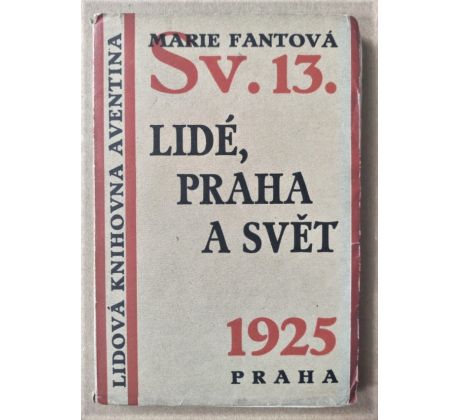 MARIE FANTOVÁ
Sv. 13.
LIDÉ,
PRAHA
A SVĚT
1925
PRAHA
LIDOVÁ KNIHOVNA AVENTINA